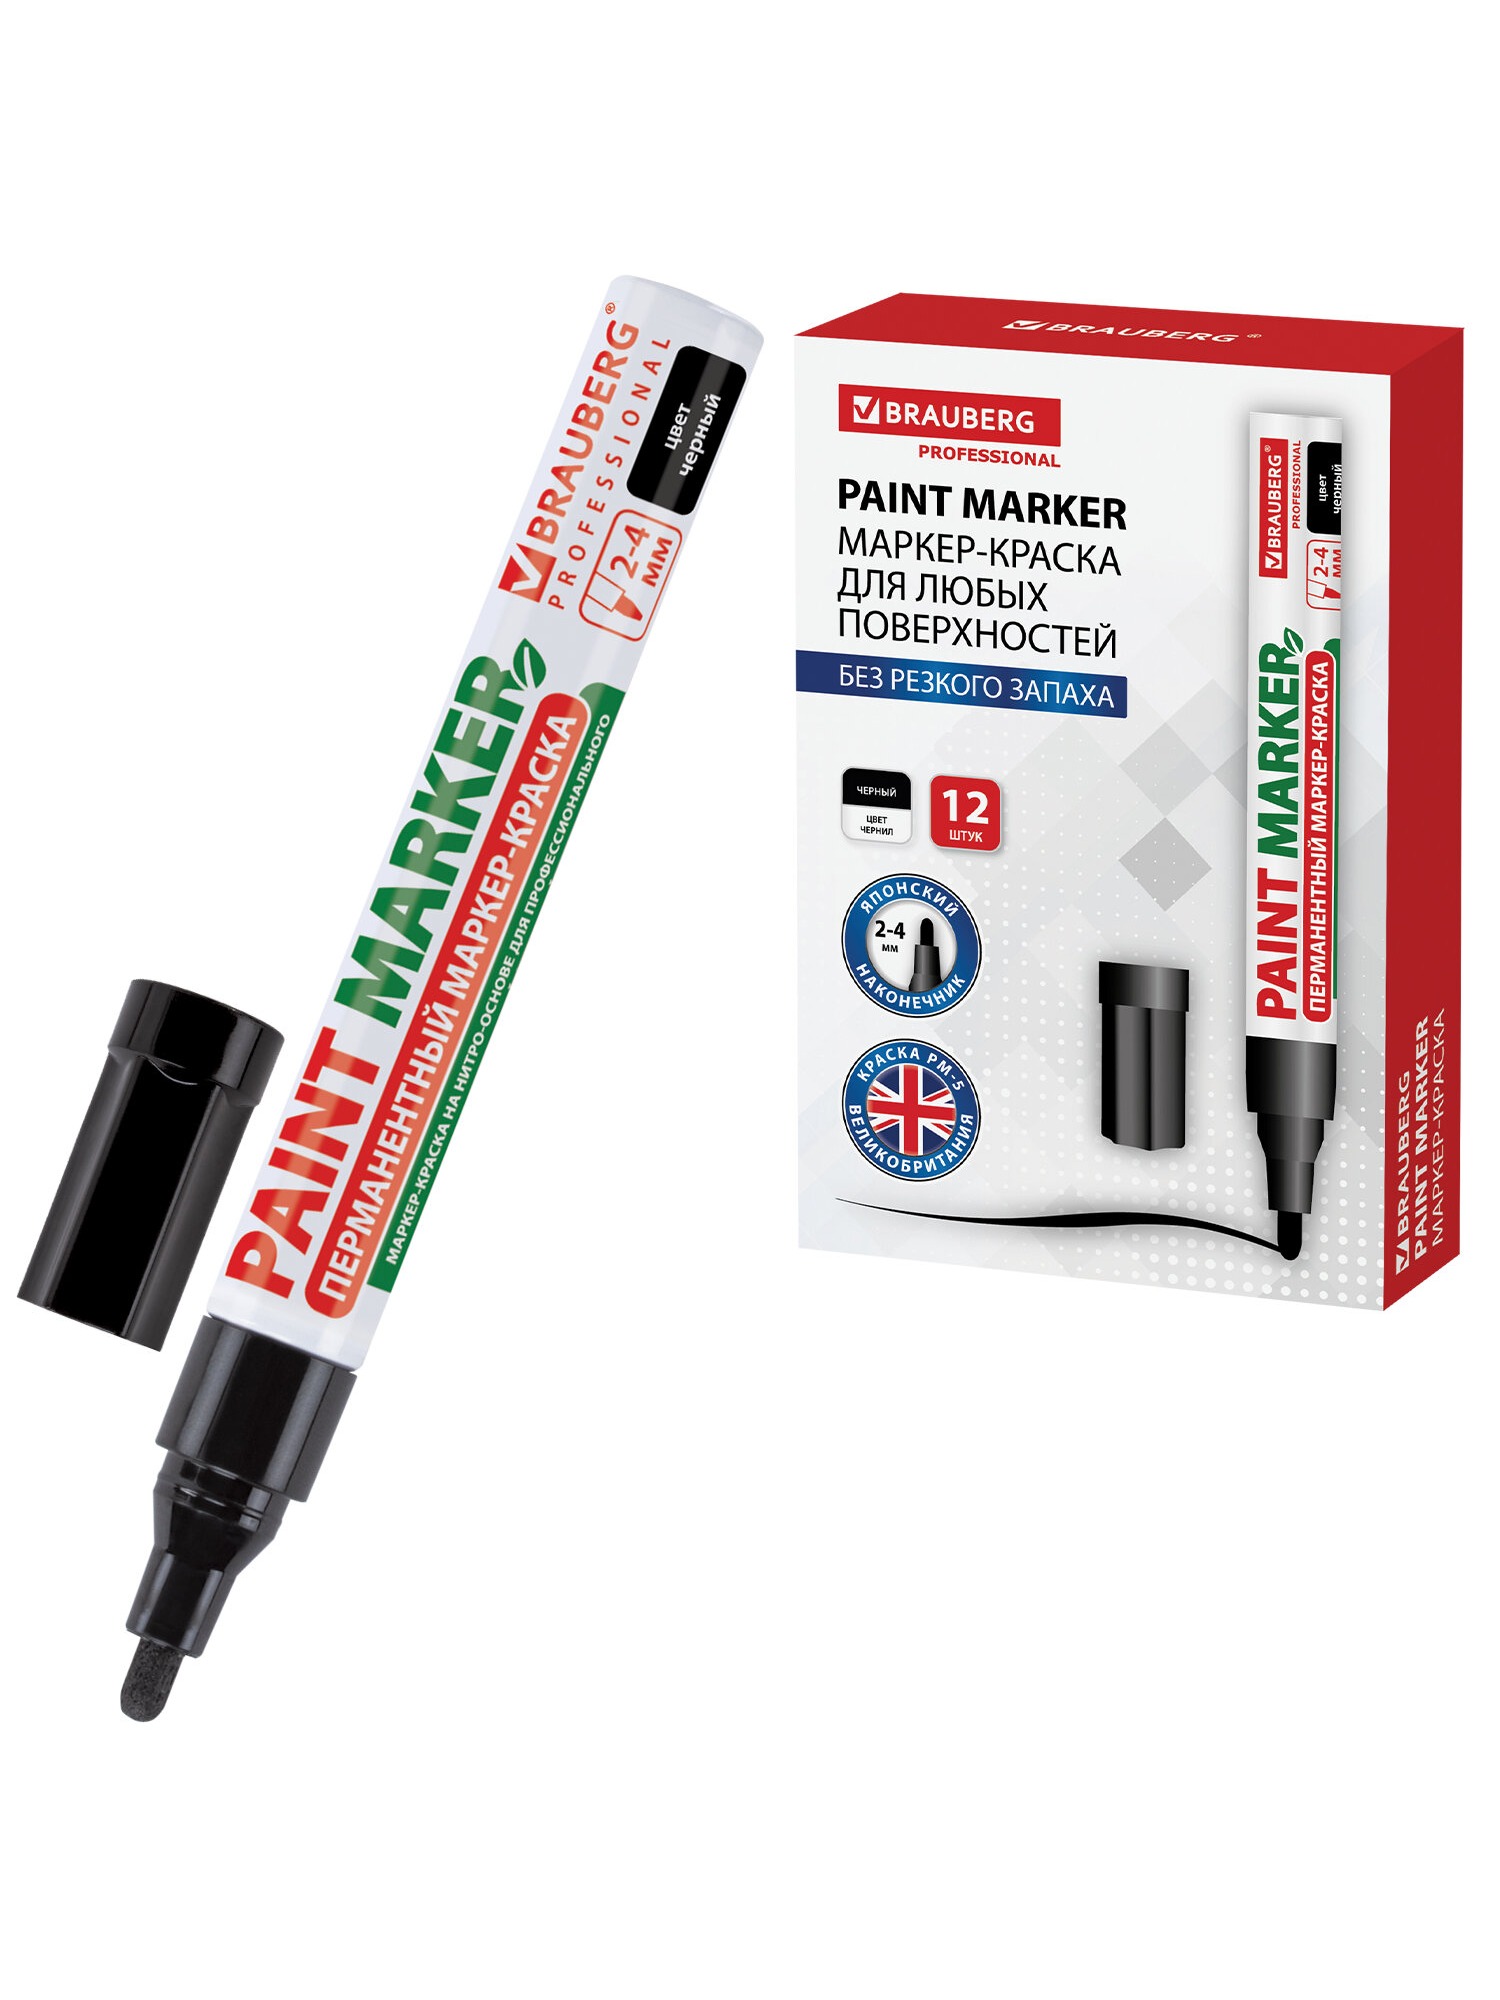 BRAUBERG®
PROFESSIONAL
цвет
черный
2-4
мм
PAINT MARKER
ПЕРМАНЕНТНЫЙ МАРКЕР-КРАСКА
МАРКЕР-КРАСКА НА НИТРО-ОСНОВЕ ДЛЯ ПРОФЕССИОНАЛЬНОГО
BRAUBERG®
BRAUBERG
PROFESSIONAL
PAINT MARKER
МАРКЕР-КРАСКА
ДЛЯ ЛЮБЫХ
ПОВЕРХНОСТЕЙ
БЕЗ РЕЗКОГО ЗАПАХА
ЧЕРНЫЙ
ЦВЕТ
ЧЕРНИЛ
12
ШТУК
ЯПОНСКИЙ
2-4
мм
НАКОНЕЧНИК
КРАСКА PM-5
ВЕЛИКОБРИТАНИЯ
BRAUBERG®
PROFESSIONAL
цвет
черный
2-4
мм
PAINT MARKER
ПЕРМАНЕНТНЫЙ МАРКЕР-КРАСКА
BRAUBERG
PAINT MARKER
МАРКЕР-КРАСКА